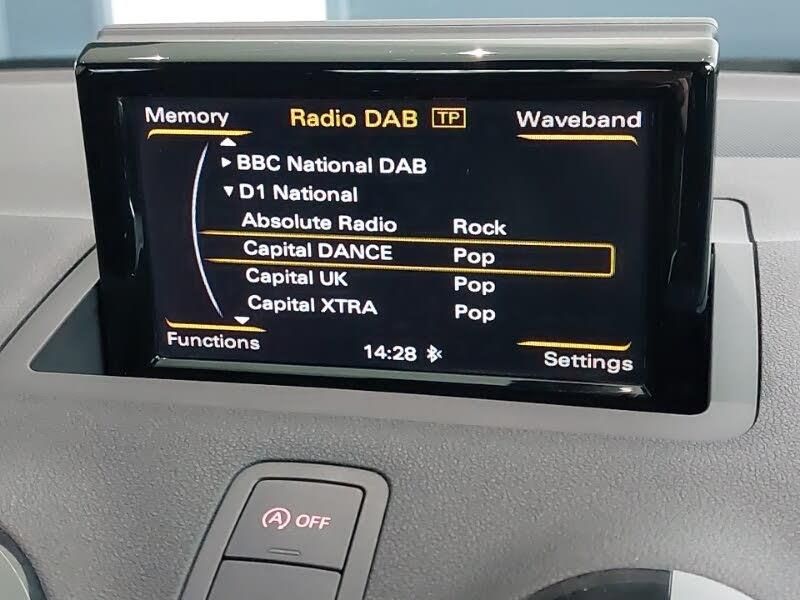 Memory Radio DAB TP Waveband
BBC National DAB
D1 National
Absolute Radio Rock
Capital DANCE Pop
Capital UK Pop
Capital XTRA Pop
Functions 14:28 Settings
A OFF